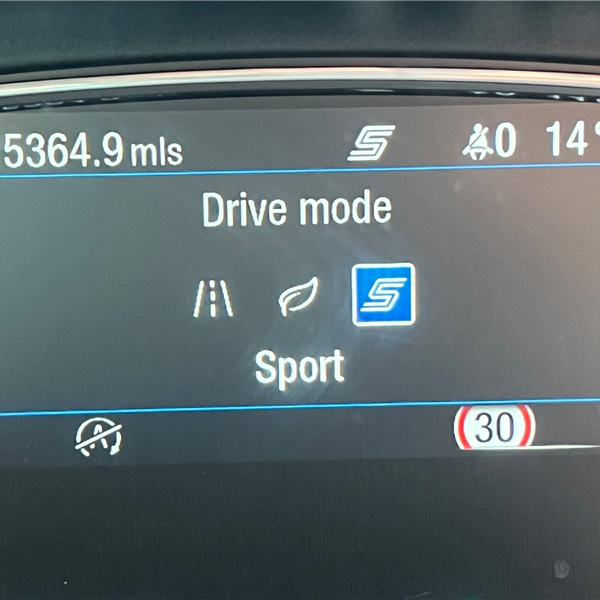 5364.9 mls S 0 14°
Drive mode
S
Sport
A 30